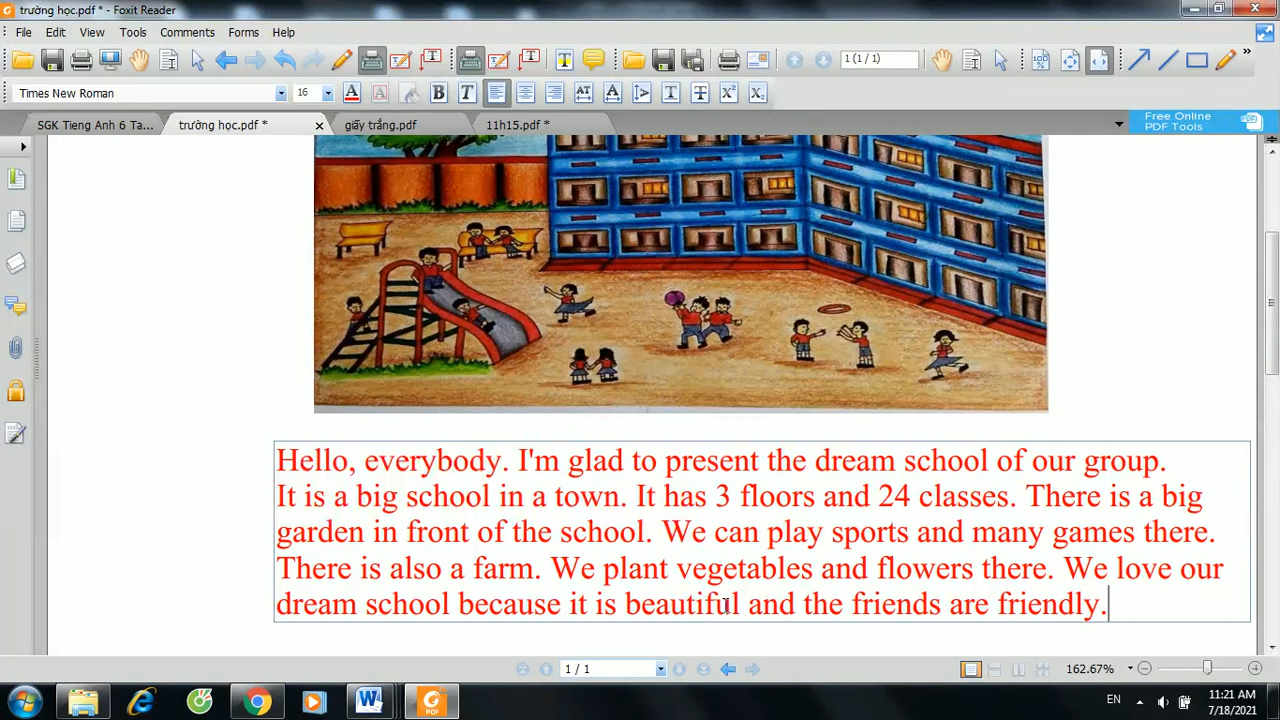 trường học.pdf * - Foxit Reader
File Edit View Tools Comments Forms Help
1 (1 / 1)
Times New Roman 16
SGK Tieng Anh 6 Ta... trường học.pdf * giấy trắng.pdf 11h15.pdf *
Free Online
PDF Tools
Hello, everybody. I'm glad to present the dream school of our group.
It is a big school in a town. It has 3 floors and 24 classes. There is a big
garden in front of the school. We can play sports and many games there.
There is also a farm. We plant vegetables and flowers there. We love our
dream school because it is beautiful and the friends are friendly.
1 / 1 162.67%
EN
11:21 AM
7/18/2021